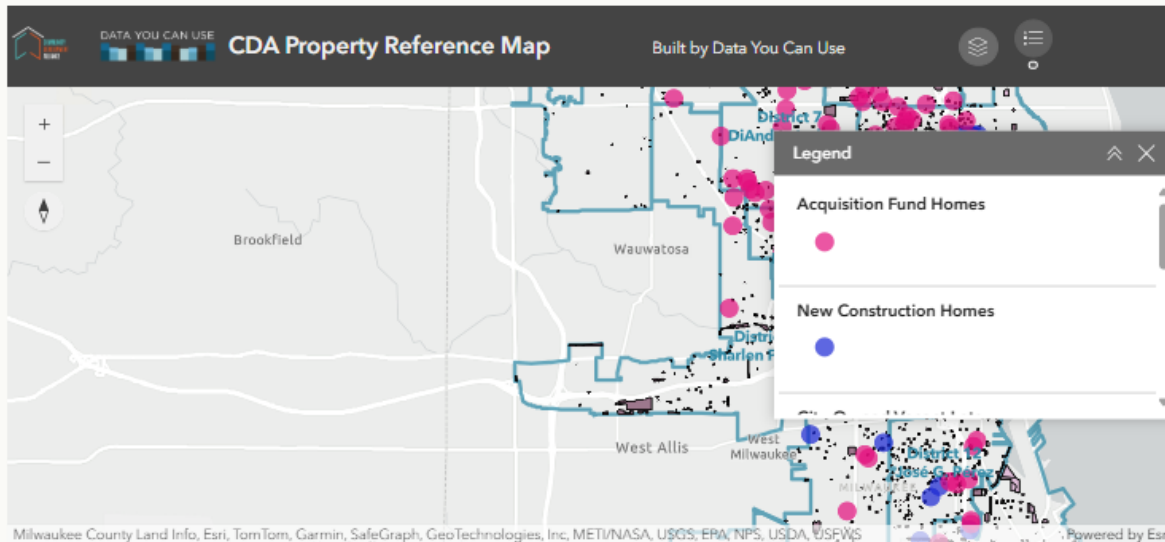 DATA YOU CAN USE
CDA Property Reference Map
Built by Data You Can Use
0
+
−
District 7
DiAnd
Legend
Acquisition Fund Homes
New Construction Homes
Brookfield
Wauwatosa
Distri
Sharlen
West Allis
West
Milwaukee
District 12
José G. Pérez
MILWAUKEE
Milwaukee County Land Info, Esri, TomTom, Garmin, SafeGraph, GeoTechnologies, Inc, METI/NASA, USGS, EPA, NPS, USDA, USFWS
Powered by Esri